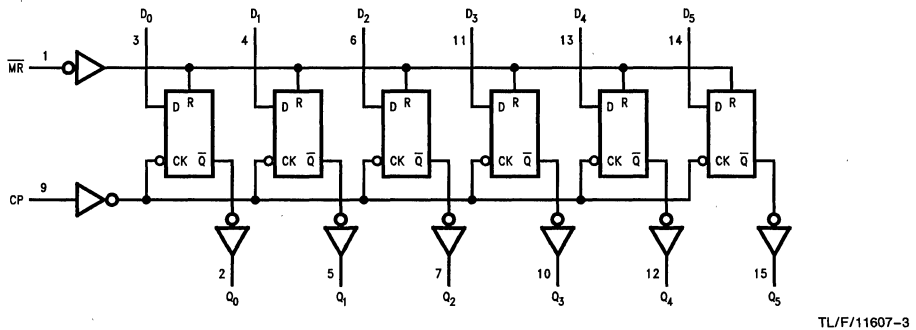 D0 D1 D2 D3 D4 D5
3 4 6 11 13 14
MR 1
R R R R R R
D D D D D D
CK Q CK Q CK Q CK Q CK Q CK Q
CP 9
2 5 7 10 12 15
Q0 Q1 Q2 Q3 Q4 Q5
TL/F/11607-3